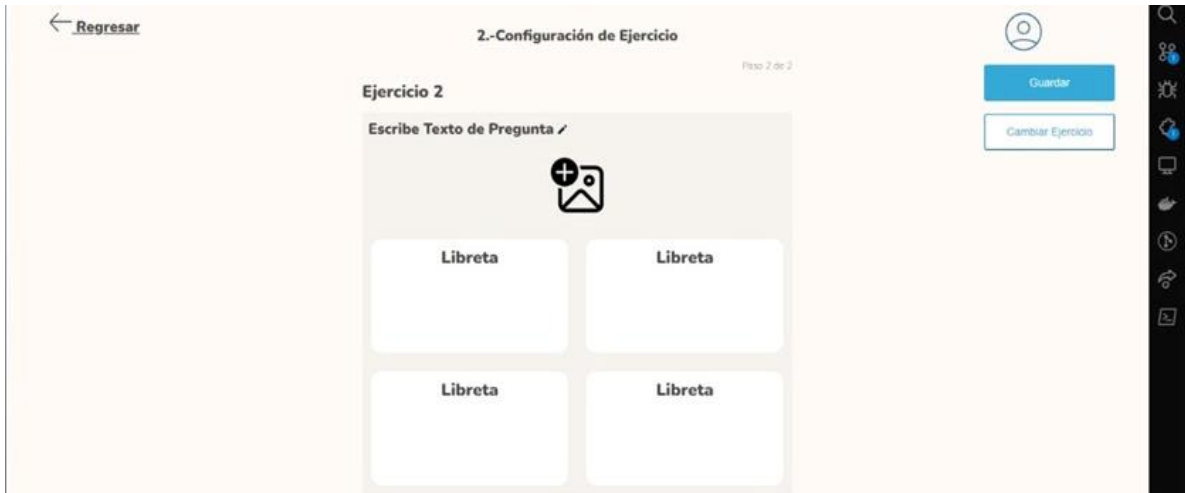 Regresar
2.-Configuración de Ejercicio
Paso 2 de 2
Guardar
Ejercicio 2
Escribe Texto de Pregunta
Cambiar Ejercicio
Libreta
Libreta
Libreta
Libreta